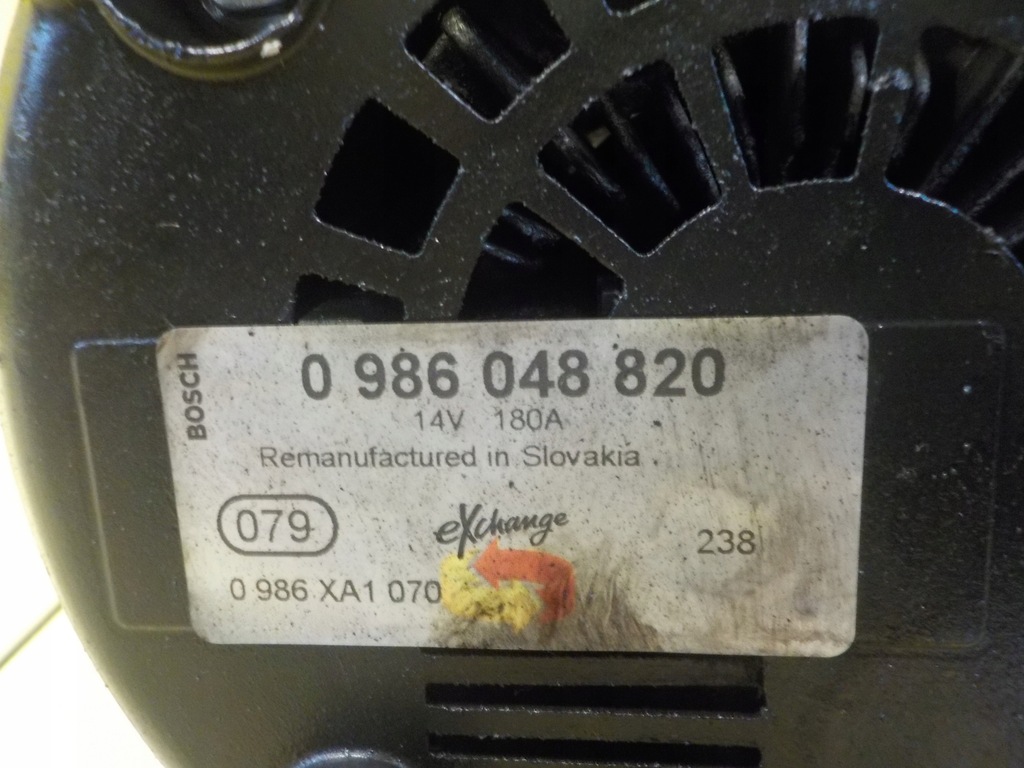 BOSCH
0 986 048 820
14V 180A
Remanufactured in Slovakia
079
eXchange
238
0 986 XA1 070